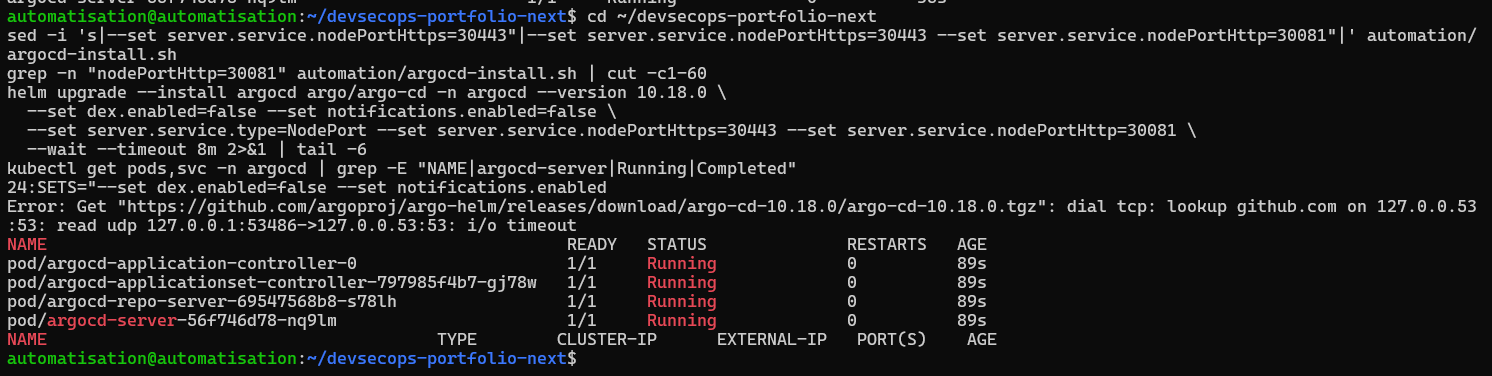 automatisation@automatisation:~/devsecops-portfolio-next$ cd ~/devsecops-portfolio-next
sed -i 's|--set server.service.nodePortHttps=30443"|--set server.service.nodePortHttps=30443 --set server.service.nodePortHttp=30081"|' automation/
argocd-install.sh
grep -n "nodePortHttp=30081" automation/argocd-install.sh | cut -c1-60
helm upgrade --install argocd argo/argo-cd -n argocd --version 10.18.0 \
  --set dex.enabled=false --set notifications.enabled=false \
  --set server.service.type=NodePort --set server.service.nodePortHttps=30443 --set server.service.nodePortHttp=30081 \
  --wait --timeout 8m 2>&1 | tail -6
kubectl get pods,svc -n argocd | grep -E "NAME|argocd-server|Running|Completed"
24:SETS="--set dex.enabled=false --set notifications.enabled
Error: Get "https://github.com/argoproj/argo-helm/releases/download/argo-cd-10.18.0/argo-cd-10.18.0.tgz": dial tcp: lookup github.com on 127.0.0.53
:53: read udp 127.0.0.1:53486->127.0.0.53:53: i/o timeout
NAME READY STATUS RESTARTS AGE
pod/argocd-application-controller-0 1/1 Running 0 89s
pod/argocd-applicationset-controller-797985f4b7-gj78w 1/1 Running 0 89s
pod/argocd-repo-server-69547568b8-s78lh 1/1 Running 0 89s
pod/argocd-server-56f746d78-nq9lm 1/1 Running 0 89s
NAME TYPE CLUSTER-IP EXTERNAL-IP PORT(S) AGE
automatisation@automatisation:~/devsecops-portfolio-next$